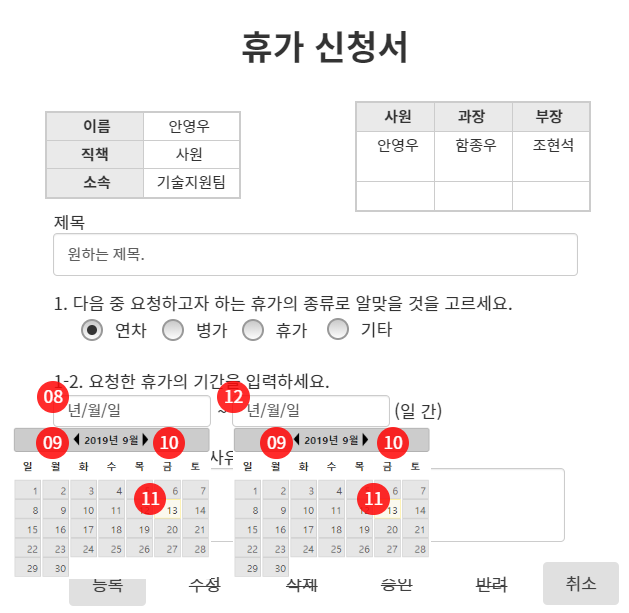 휴가 신청서
이름 안영우
직책 사원
소속 기술지원팀
사원 과장 부장
안영우 함종우 조현석
제목
원하는 제목.
1. 다음 중 요청하고자 하는 휴가의 종류로 알맞을 것을 고르세요.
연차 병가 휴가 기타
1-2. 요청한 휴가의 기간을 입력하세요.
08 년/월/일 ~ 12 년/월/일 (일 간)
09 2019년 9월 10 09 2019년 9월 10
사유
일 월 화 수 목 금 토 일 월 화 수 목 금 토
1 2 3 4 11 6 7 1 2 3 4 11 6 7
8 9 10 11 13 14 8 9 10 11 13 14
15 16 17 18 19 20 21 15 16 17 18 19 20 21
22 23 24 25 26 27 28 22 23 24 25 26 27 28
29 30 29 30
등록 수정 삭제 승인 반려 취소